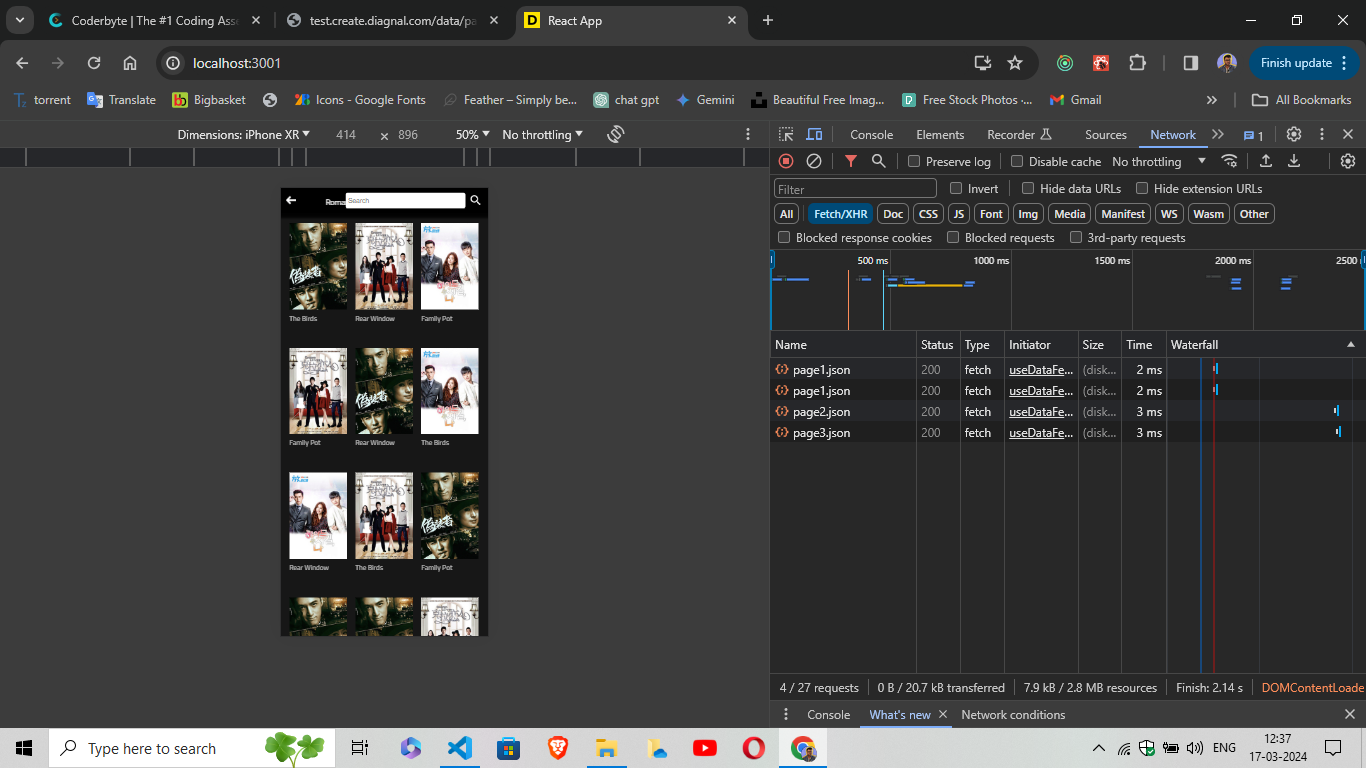 Coderbyte | The #1 Coding Asse
test.create.diagnal.com/data/pa
React App
localhost:3001
Finish update
torrent
Translate
Bigbasket
Icons - Google Fonts
Feather – Simply be...
chat gpt
Gemini
Beautiful Free Imag...
Free Stock Photos ·...
Gmail
All Bookmarks
Dimensions: iPhone XR 414 × 896 50% No throttling
Console Elements Recorder Sources Network 1
Preserve log Disable cache No throttling
Filter Invert Hide data URLs Hide extension URLs
All Fetch/XHR Doc CSS JS Font Img Media Manifest WS Wasm Other
Blocked response cookies Blocked requests 3rd-party requests
500 ms 1000 ms 1500 ms 2000 ms 2500
Name Status Type Initiator Size Time Waterfall
page1.json 200 fetch useDataFe... (disk... 2 ms
page1.json 200 fetch useDataFe... (disk... 2 ms
page2.json 200 fetch useDataFe... (disk... 3 ms
page3.json 200 fetch useDataFe... (disk... 3 ms
4 / 27 requests 0 B / 20.7 kB transferred 7.9 kB / 2.8 MB resources Finish: 2.14 s DOMContentLoade
Console What's new Network conditions
Roma Search
The Birds Rear Window Family Pot
Family Pot Rear Window The Birds
Rear Window The Birds Family Pot
Type here to search
ENG
12:37
17-03-2024